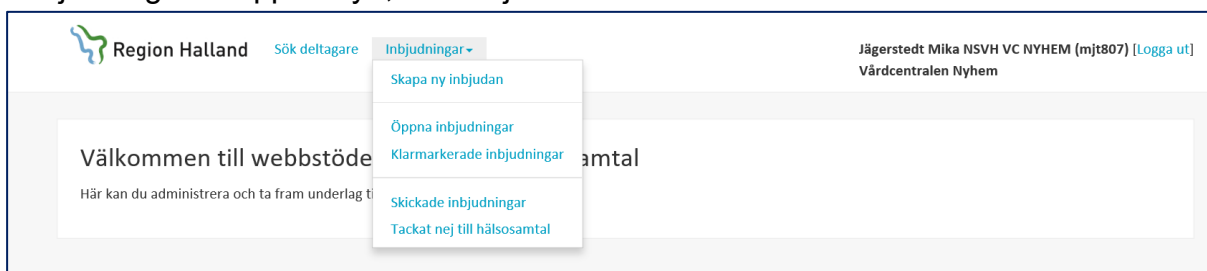 Region Halland Sök deltagare Inbjudningar
Jägerstedt Mika NSVH VC NYHEM (mjt807) [Logga ut]
Vårdcentralen Nyhem
Skapa ny inbjudan
Öppna inbjudningar
Klarmarkerade inbjudningar
Skickade inbjudningar
Tackat nej till hälsosamtal
Välkommen till webbstöde amtal
Här kan du administrera och ta fram underlag ti